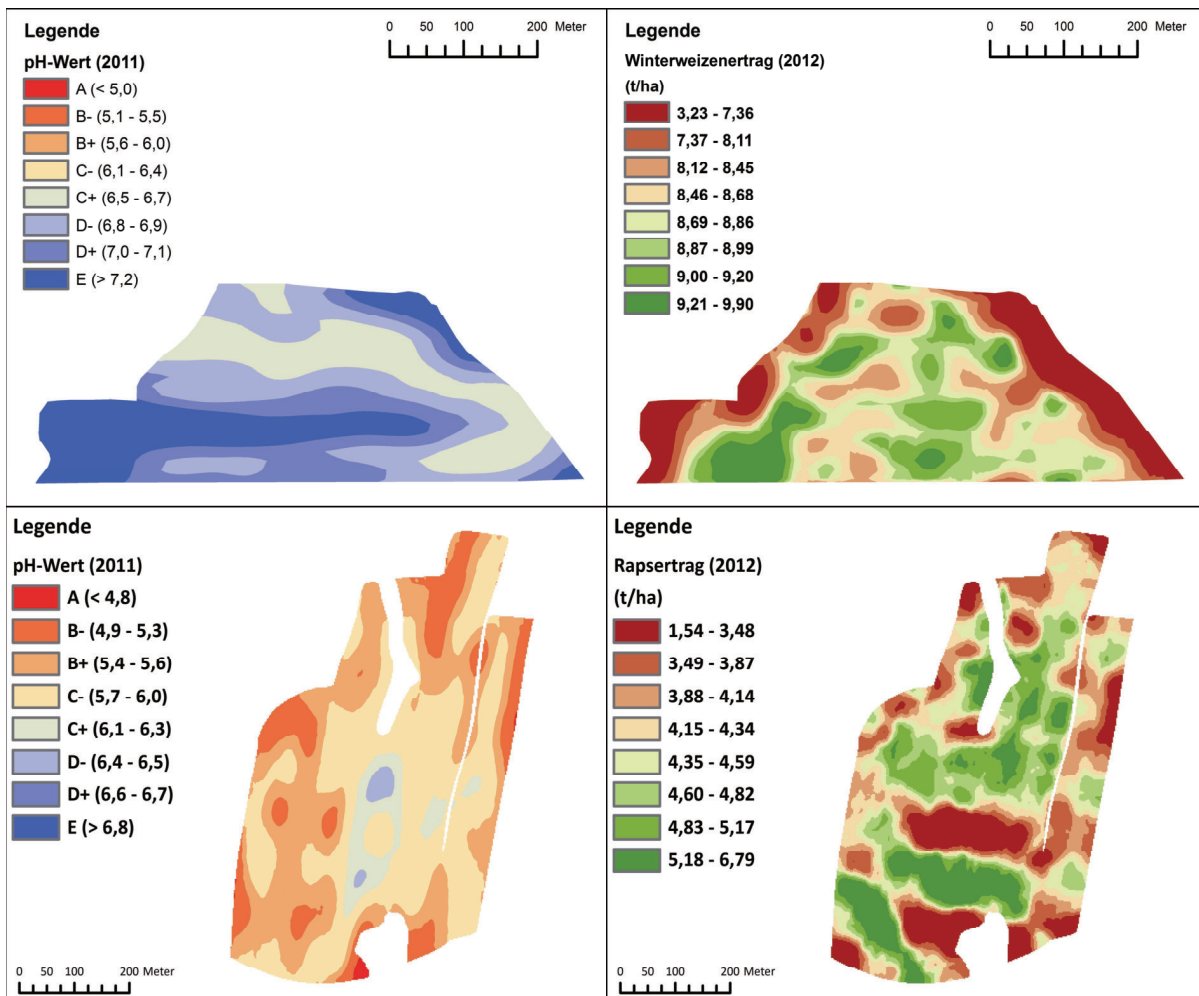 Legende
pH-Wert (2011)
A (< 5,0)
B- (5,1 - 5,5)
B+ (5,6 - 6,0)
C- (6,1 - 6,4)
C+ (6,5 - 6,7)
D- (6,8 - 6,9)
D+ (7,0 - 7,1)
E (> 7,2)
0 50 100 200 Meter
Legende
Winterweizenertrag (2012)
(t/ha)
3,23 - 7,36
7,37 - 8,11
8,12 - 8,45
8,46 - 8,68
8,69 - 8,86
8,87 - 8,99
9,00 - 9,20
9,21 - 9,90
0 50 100 200 Meter
Legende
pH-Wert (2011)
A (< 4,8)
B- (4,9 - 5,3)
B+ (5,4 - 5,6)
C- (5,7 - 6,0)
C+ (6,1 - 6,3)
D- (6,4 - 6,5)
D+ (6,6 - 6,7)
E (> 6,8)
0 50 100 200 Meter
Legende
Rapsertrag (2012)
(t/ha)
1,54 - 3,48
3,49 - 3,87
3,88 - 4,14
4,15 - 4,34
4,35 - 4,59
4,60 - 4,82
4,83 - 5,17
5,18 - 6,79
0 50 100 200 Meter